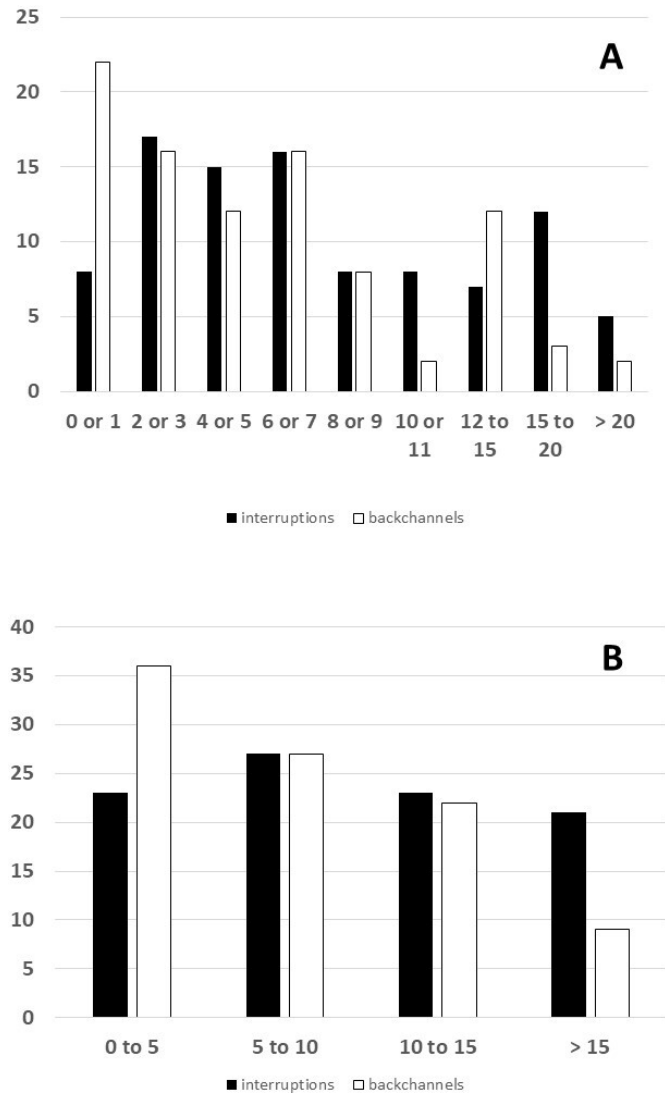 25
A
20
15
10
5
0
0 or 1 2 or 3 4 or 5 6 or 7 8 or 9 10 or 12 to 15 to > 20
11 15 20
interruptions backchannels
40
B
35
30
25
20
15
10
5
0
0 to 5 5 to 10 10 to 15 > 15
interruptions backchannels